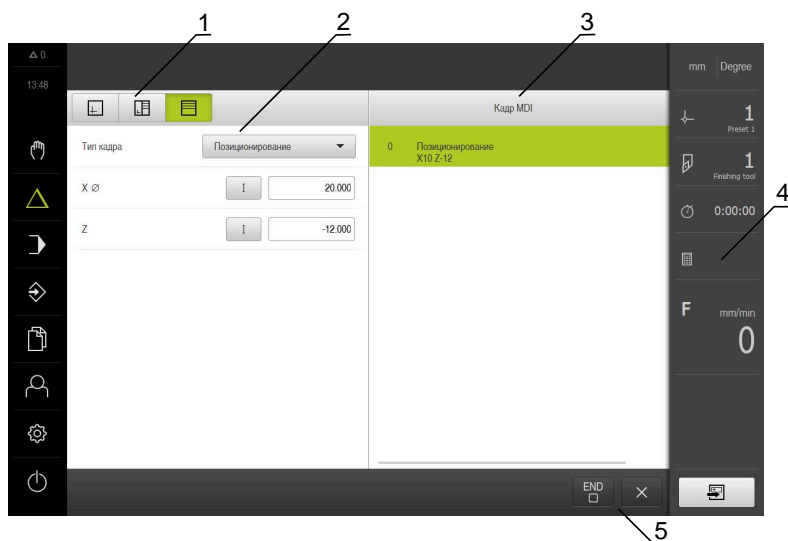 1
2
3
△ 0
13:48
mm Degree
Кадр MDI
1
Preset 1
Тип кадра
Позиционирование
0 Позиционирование
X10 Z-12
1
Finishing tool
X ∅
I
20.000
4
0:00:00
Z
I
-12.000
F mm/min
0
END
5